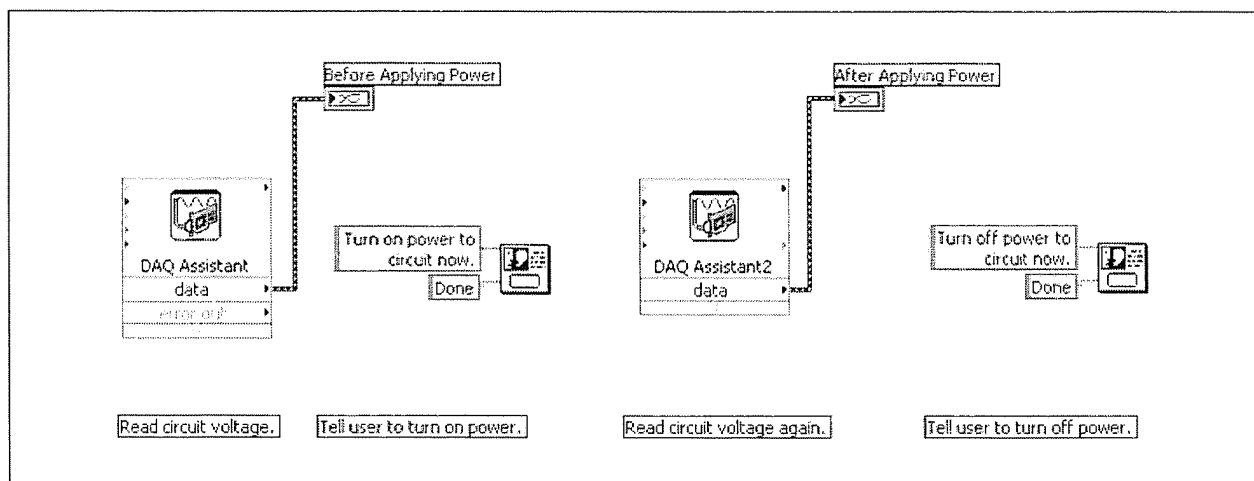 Before Applying Power
After Applying Power
Turn on power to
circuit now.
Done
DAQ Assistant
data
error out
Turn off power to
circuit now.
Done
DAQ Assistant2
data
Read circuit voltage.
Tell user to turn on power.
Read circuit voltage again.
Tell user to turn off power.